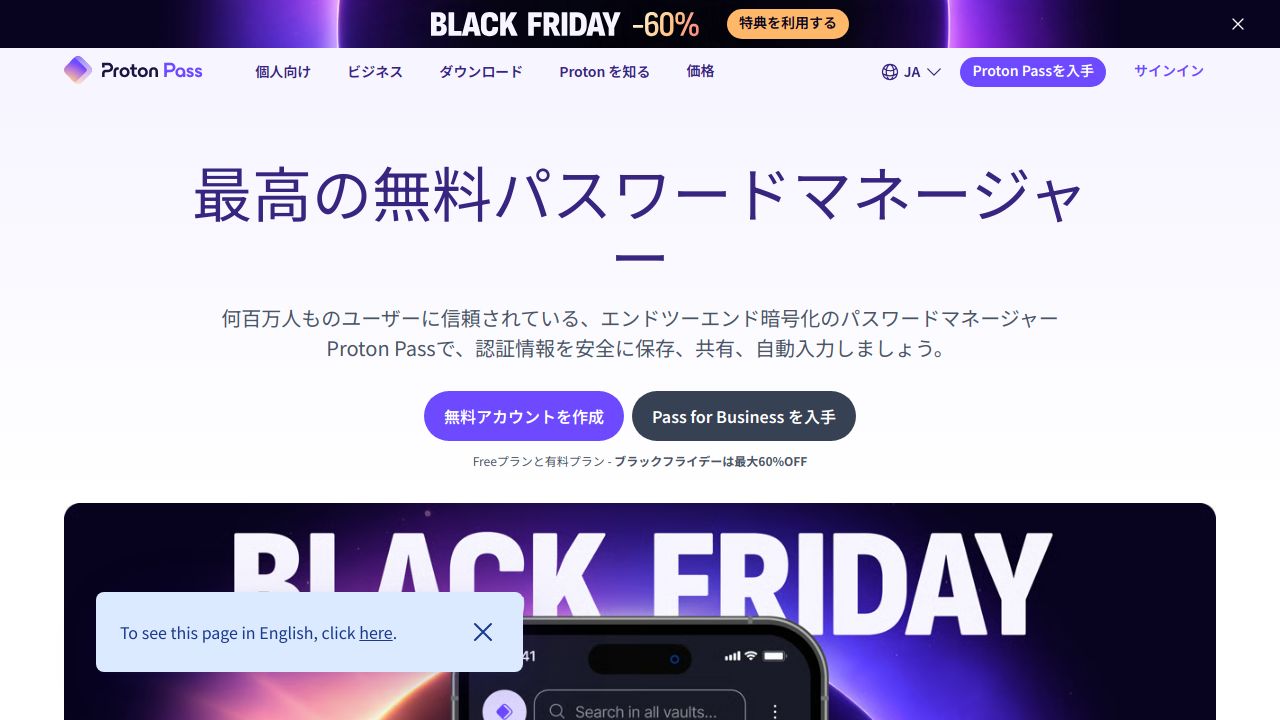 BLACK FRIDAY -60% 特典を利用する
Proton Pass 個人向け ビジネス ダウンロード Proton を知る 価格 JA Proton Passを入手 サインイン
最高の無料パスワードマネージャ
ー
何百万人ものユーザーに信頼されている、エンドツーエンド暗号化のパスワードマネージャー
Proton Passで、認証情報を安全に保存、共有、自動入力しましょう。
無料アカウントを作成 Pass for Business を入手
Freeプランと有料プラン - ブラックフライデーは最大60%OFF
BLACK FRIDAY
To see this page in English, click here.
41
Search in all vaults...